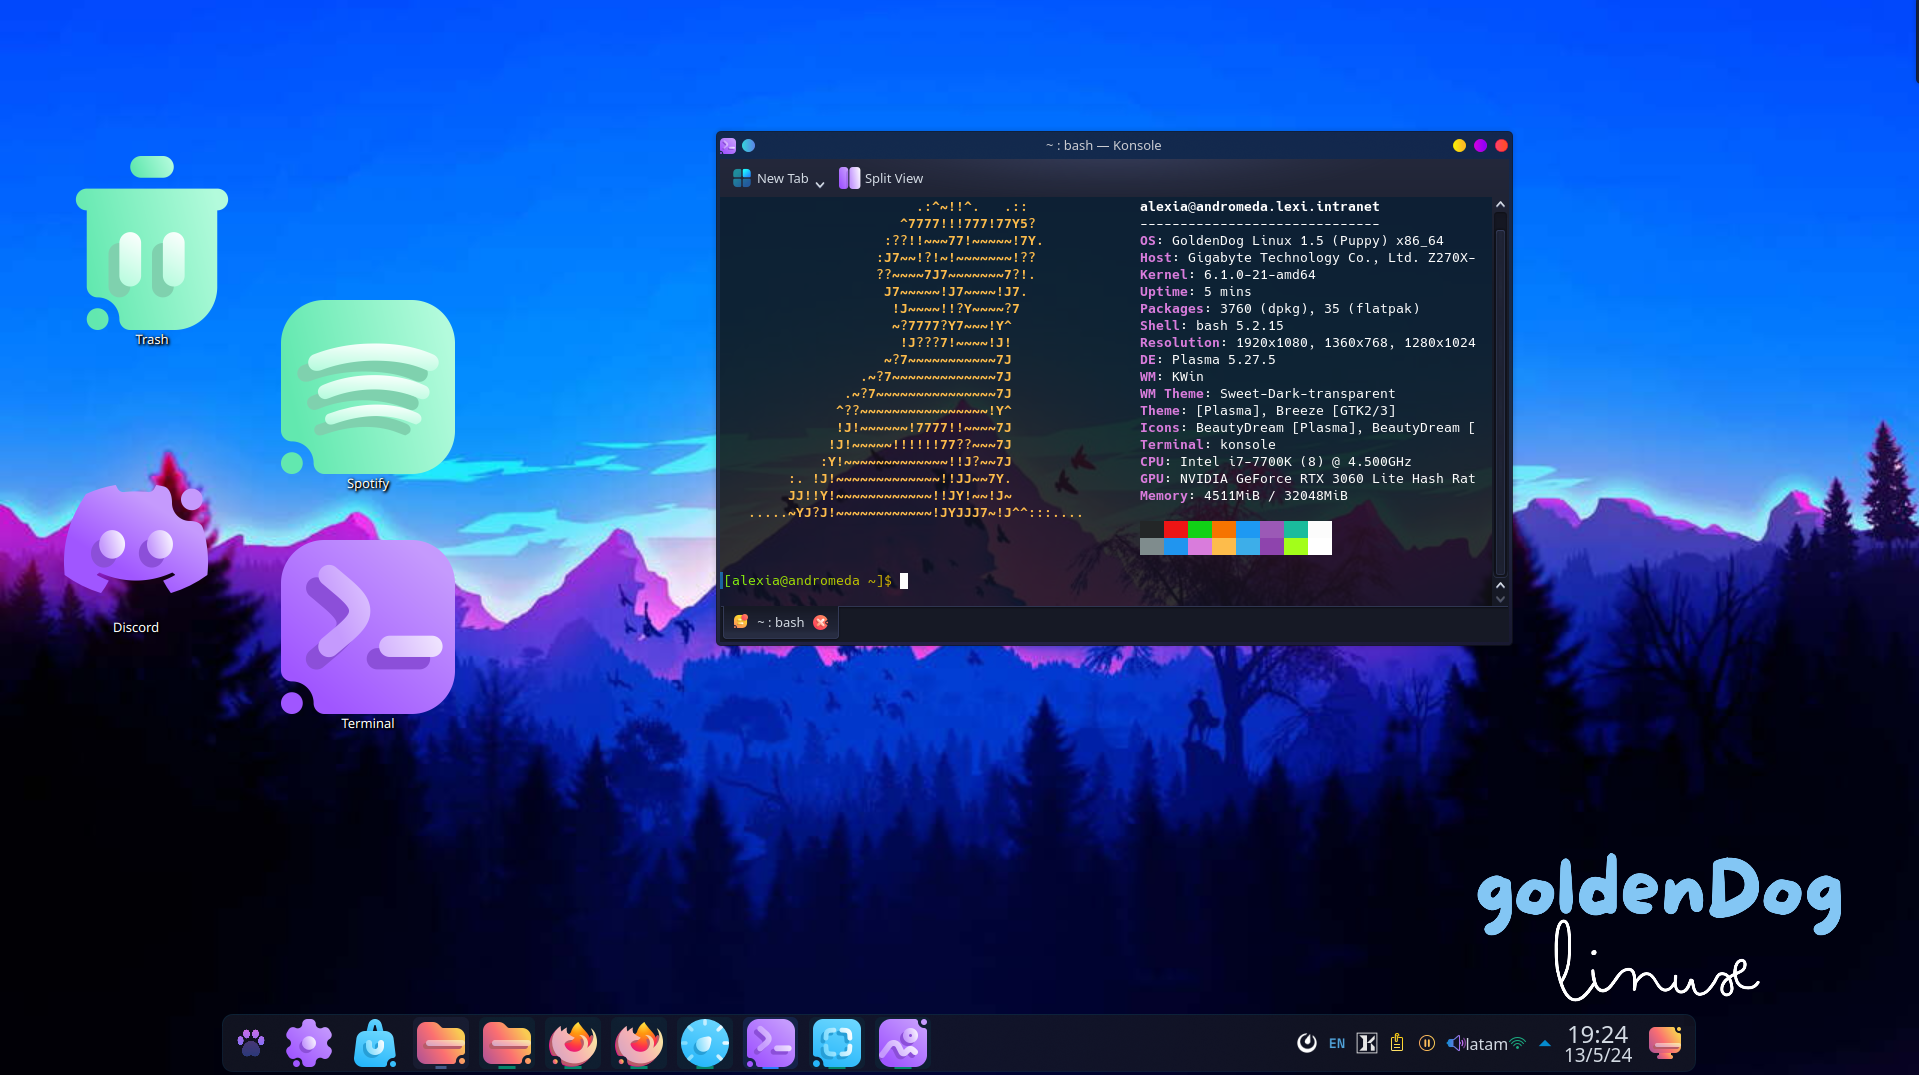 ~ : bash — Konsole
New Tab
Split View
.:^~!!^.   .::
^7777!!!777!77Y5?
:??!!~~~77!~~~~~!7Y.
:J7~~!?!~!~~~~~~~!??
??~~~~7J7~~~~~~~7?!.
J7~~~~~!J7~~~~!J7.
!J~~~~!!?Y~~~~?7
~?7777?Y7~~~!Y^
!J???7!~~~~!J!
~?7~~~~~~~~~~~7J
.~?7~~~~~~~~~~~~~7J
.~?7~~~~~~~~~~~~~~~7J
^??~~~~~~~~~~~~~~~~!Y^
!J!~~~~~~!7777!!~~~~7J
!J!~~~~~!!!!!!77??~~~7J
:Y!~~~~~~~~~~~~~!!J?~~7J
:. !J!~~~~~~~~~~~~~!!JJ~~7Y.
JJ!!Y!~~~~~~~~~~~~!!JY!~~!J~
.....~YJ?J!~~~~~~~~~~~~!JYJJJ7~!J^^::::....
alexia@andromeda.lexi.intranet
------------------------------
OS: GoldenDog Linux 1.5 (Puppy) x86_64
Host: Gigabyte Technology Co., Ltd. Z270X-
Kernel: 6.1.0-21-amd64
Uptime: 5 mins
Packages: 3760 (dpkg), 35 (flatpak)
Shell: bash 5.2.15
Resolution: 1920x1080, 1360x768, 1280x1024
DE: Plasma 5.27.5
WM: KWin
WM Theme: Sweet-Dark-transparent
Theme: [Plasma], Breeze [GTK2/3]
Icons: BeautyDream [Plasma], BeautyDream [
Terminal: konsole
CPU: Intel i7-7700K (8) @ 4.500GHz
GPU: NVIDIA GeForce RTX 3060 Lite Hash Rat
Memory: 4511MiB / 32048MiB
[alexia@andromeda ~]$
~ : bash
Trash
Spotify
Discord
Terminal
goldenDog
linux
EN
K
latam
19:24
13/5/24